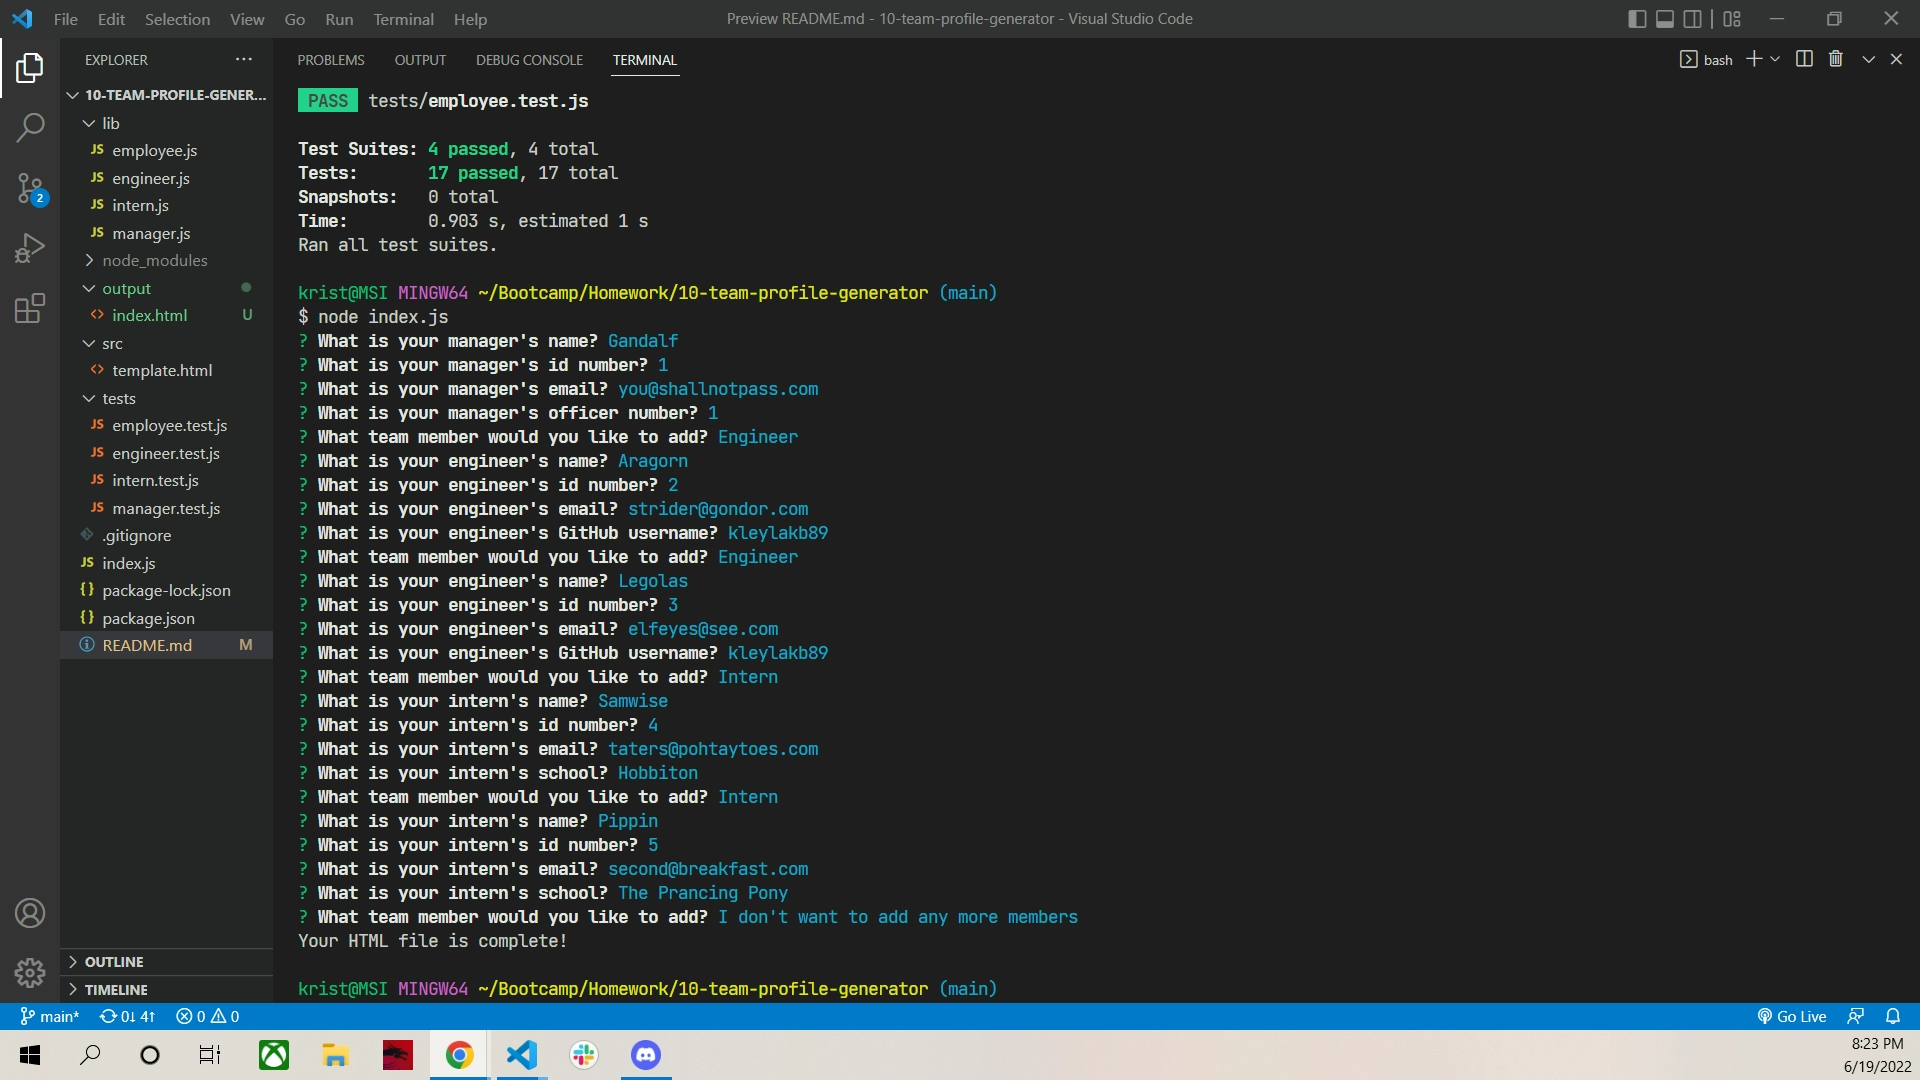 File Edit Selection View Go Run Terminal Help
Preview README.md - 10-team-profile-generator - Visual Studio Code
EXPLORER
10-TEAM-PROFILE-GENER...
lib
JS employee.js
JS engineer.js
JS intern.js
JS manager.js
node_modules
output
<> index.html U
src
<> template.html
tests
JS employee.test.js
JS engineer.test.js
JS intern.test.js
JS manager.test.js
.gitignore
JS index.js
{} package-lock.json
{} package.json
README.md M
OUTLINE
TIMELINE
2
PROBLEMS OUTPUT DEBUG CONSOLE TERMINAL
bash
PASS tests/employee.test.js
Test Suites: 4 passed, 4 total
Tests: 17 passed, 17 total
Snapshots: 0 total
Time: 0.903 s, estimated 1 s
Ran all test suites.
krist@MSI MINGW64 ~/Bootcamp/Homework/10-team-profile-generator (main)
$ node index.js
? What is your manager's name? Gandalf
? What is your manager's id number? 1
? What is your manager's email? you@shallnotpass.com
? What is your manager's officer number? 1
? What team member would you like to add? Engineer
? What is your engineer's name? Aragorn
? What is your engineer's id number? 2
? What is your engineer's email? strider@gondor.com
? What is your engineer's GitHub username? kleylakb89
? What team member would you like to add? Engineer
? What is your engineer's name? Legolas
? What is your engineer's id number? 3
? What is your engineer's email? elfeyes@see.com
? What is your engineer's GitHub username? kleylakb89
? What team member would you like to add? Intern
? What is your intern's name? Samwise
? What is your intern's id number? 4
? What is your intern's email? taters@pohtaytoes.com
? What is your intern's school? Hobbiton
? What team member would you like to add? Intern
? What is your intern's name? Pippin
? What is your intern's id number? 5
? What is your intern's email? second@breakfast.com
? What is your intern's school? The Prancing Pony
? What team member would you like to add? I don't want to add any more members
Your HTML file is complete!
krist@MSI MINGW64 ~/Bootcamp/Homework/10-team-profile-generator (main)
main* 0↓ 4↑ 0 0
Go Live
8:23 PM
6/19/2022